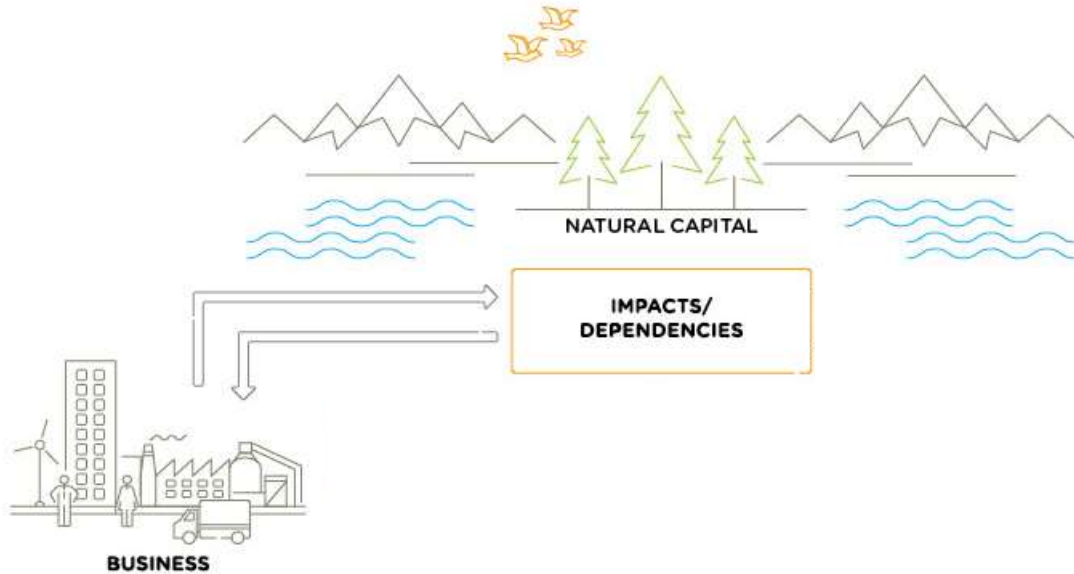 NATURAL CAPITAL
IMPACTS/
DEPENDENCIES
BUSINESS